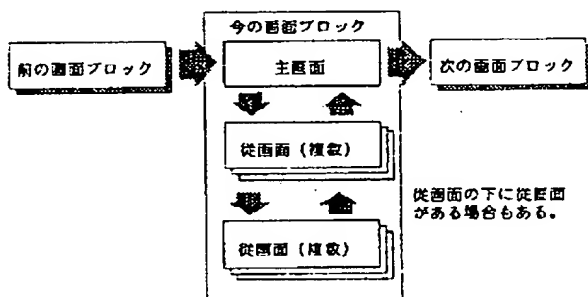 今の画面ブロック
前の画面ブロック
主画面
次の画面ブロック
従画面（複数）
従画面の下に従画面
がある場合もある。
従画面（複数）